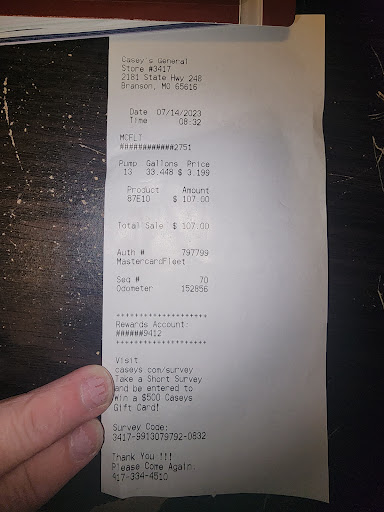 Casey's General
Store #3417
2181 State Hwy 248
Branson, MO 65616
Date 07/14/2023
Time 08:32
MCFLT
############2751
Pump Gallons Price
13 33.448 $ 3.199
Product Amount
87E10 $ 107.00
Total Sale $ 107.00
Auth # 797799
MastercardFleet
Seq # 70
Odometer 152856
********************
Rewards Account:
######9412
********************
Visit
caseys.com/survey
Take a Short Survey
and be entered to
Win a $500 Caseys
Gift Card!
Survey Code:
3417-9913079792-0832
Thank You !!!
Please Come Again.
417-334-4510